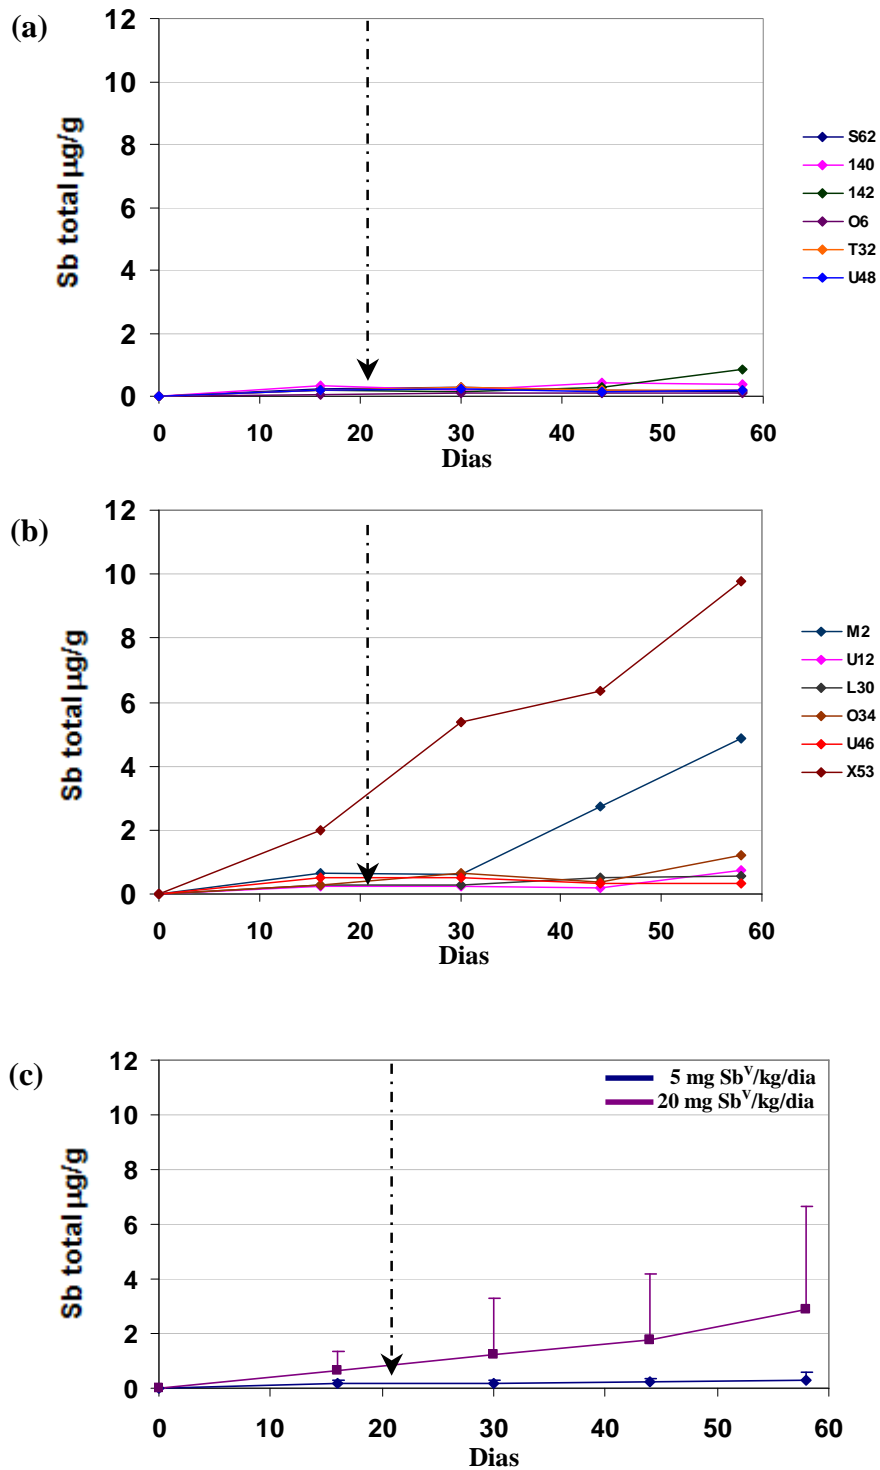 (a)
12
10
8
6
4
2
0
Sb total µg/g
0 10 20 30 40 50 60
Dias
S62
140
142
O6
T32
U48
(b)
12
10
8
6
4
2
0
Sb total µg/g
0 10 20 30 40 50 60
Dias
M2
U12
L30
O34
U46
X53
(c)
12
10
8
6
4
2
0
Sb total µg/g
5 mg Sbⱽ/kg/dia
20 mg Sbⱽ/kg/dia
0 10 20 30 40 50 60
Dias